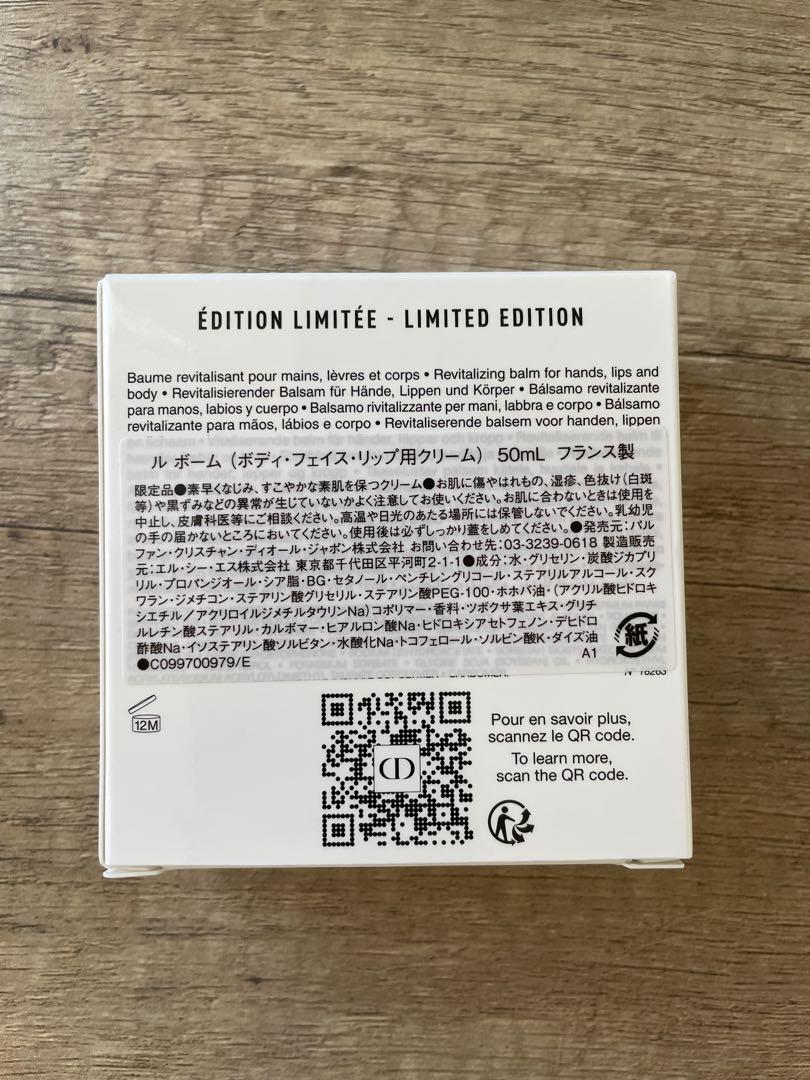 ÉDITION LIMITÉE - LIMITED EDITION
Baume revitalisant pour mains, lèvres et corps • Revitalizing balm for hands, lips and
body • Revitalisierender Balsam für Hände, Lippen und Körper • Bálsamo revitalizante
para manos, labios y cuerpo • Balsamo rivitalizzante per mani, labbra e corpo • Bálsamo
revitalizante para mãos, lábios e corpo • Revitaliserende balsem voor handen, lippen
ル ボーム（ボディ・フェイス・リップ用クリーム） 50mL フランス製
限定品●素早くなじみ、すこやかな素肌を保つクリーム●お肌に傷やはれもの、湿疹、色抜け（白斑
等）や黒ずみなどの異常が生じていないかよく注意してお使いください。お肌に合わないときは使用を
中止し、皮膚科医等にご相談ください。高温や日光のあたる場所には保管しないでください。乳幼児
の手の届かないところにおいてください。使用後は必ずしっかり蓋をしめてください。●発売元：パル
ファン・クリスチャン・ディオール・ジャポン株式会社 お問い合わせ先：03-3239-0618 製造販売
元：エル・シー・エス株式会社 東京都千代田区平河町2-1-1●成分：水・グリセリン・炭酸ジカプリ
リル・プロパンジオール・シア脂・BG・セタノール・ペンチレングリコール・ステアリルアルコール・スク
ワラン・ジメチコン・ステアリン酸グリセリル・ステアリン酸PEG-100・ホホバ油・（アクリル酸ヒドロキ
シエチル／アクリロイルジメチルタウリンNa）コポリマー・香料・ツボクサ葉エキス・グリチ
ルレチン酸ステアリル・カルボマー・ヒアルロン酸Na・ヒドロキシアセトフェノン・デヒドロ
酢酸Na・イソステアリン酸ソルビタン・水酸化Na・トコフェロール・ソルビン酸K・ダイズ油
●C099700979/E
A1
紙
N° 78263
12M
CD
Pour en savoir plus,
scannez le QR code.
To learn more,
scan the QR code.